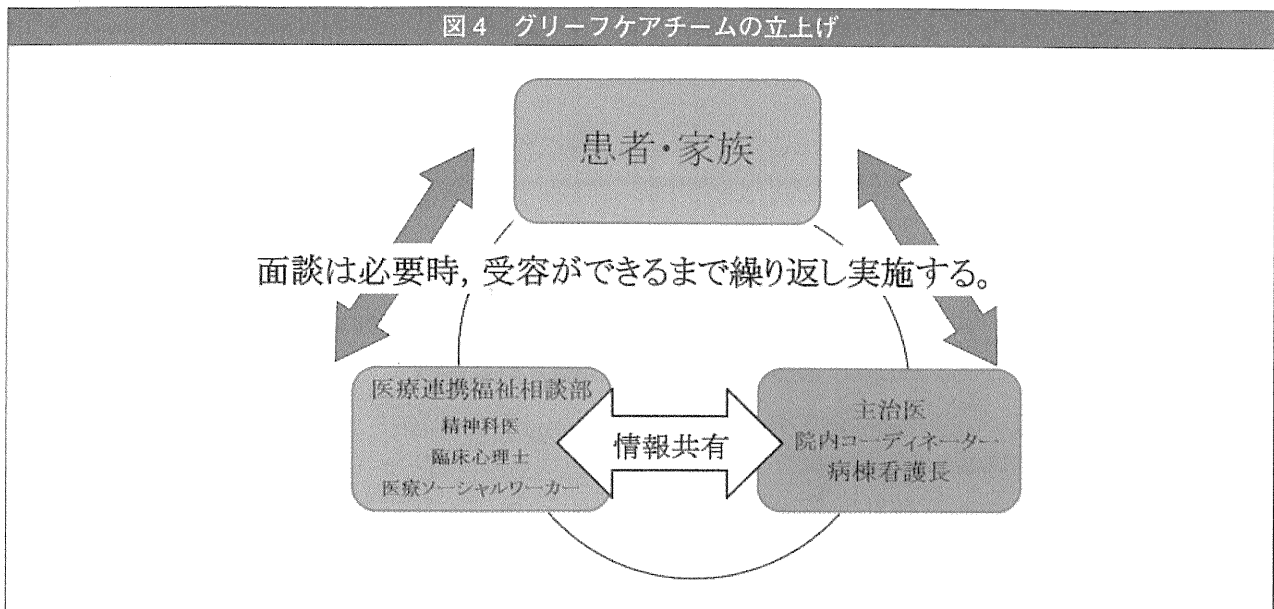 図4 グリーフケアチームの立上げ
患者・家族
面談は必要時，受容ができるまで繰り返し実施する。
医療連携福祉相談部
精神科医
臨床心理士
医療ソーシャルワーカー
情報共有
主治医
院内コーディネーター
病棟看護長